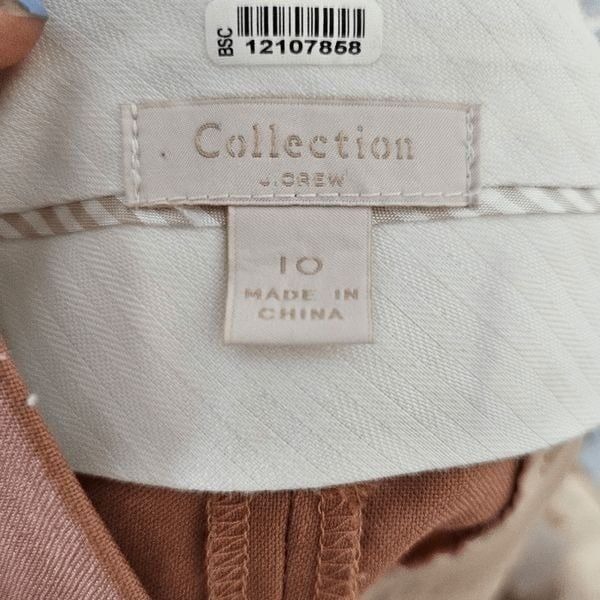 BSC
12107858
Collection
J.CREW
10
MADE IN
CHINA